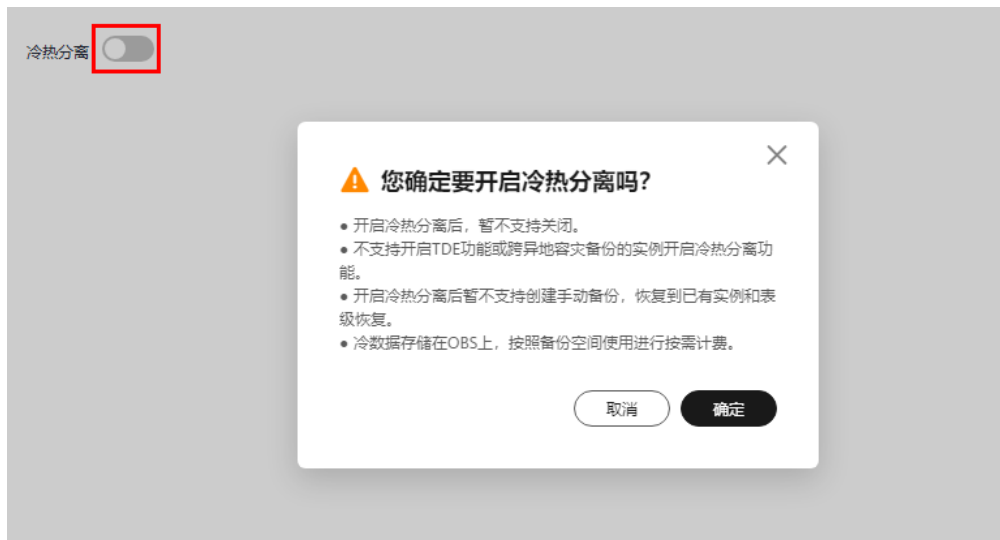 冷热分离
您确定要开启冷热分离吗?
● 开启冷热分离后，暂不支持关闭。
● 不支持开启TDE功能或跨异地容灾备份的实例开启冷热分离功
能。
● 开启冷热分离后暂不支持创建手动备份，恢复到已有实例和表
级恢复。
● 冷数据存储在OBS上，按照备份空间使用进行按需计费。
取消
确定